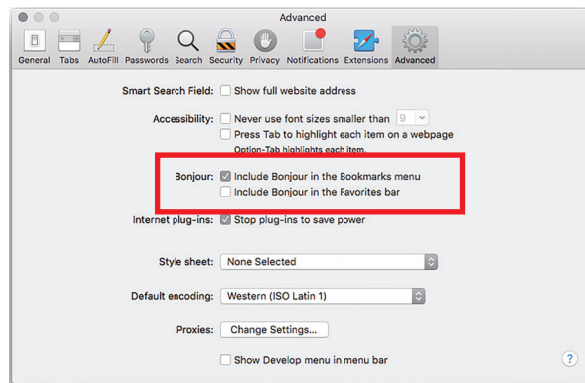 Advanced
General Tabs AutoFill Passwords Search Security Privacy Notifications Extensions Advanced
Smart Search Field: Show full website address
Accessibility: Never use font sizes smaller than 9
Press Tab to highlight each item on a webpage
Option-Tab highlights each item.
Bonjour: Include Bonjour in the Bookmarks menu
Include Bonjour in the Favorites bar
Internet plug-ins: Stop plug-ins to save power
Style sheet: None Selected
Default encoding: Western (ISO Latin 1)
Proxies: Change Settings...
Show Develop menu in menu bar
?